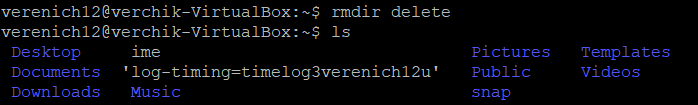 verenich12@verchik-VirtualBox:~$ rmdir delete
verenich12@verchik-VirtualBox:~$ ls
Desktop ime Pictures Templates
Documents 'log-timing=timelog3verenich12u' Public Videos
Downloads Music snap